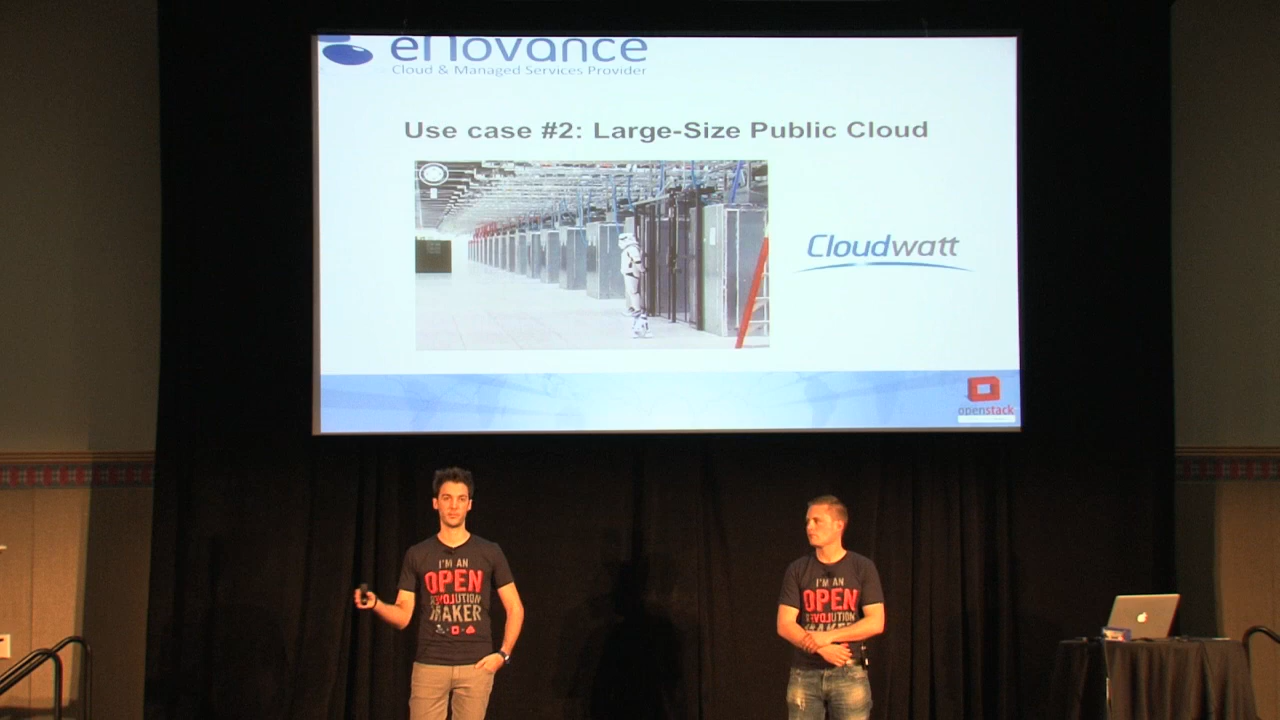 eNovance
Cloud & Managed Services Provider
Use case #2: Large-Size Public Cloud
Cloudwatt
openstack
I'M AN
OPEN
REVOLUTION
MAKER
I'M AN
OPEN
REVOLUTION
MAKER